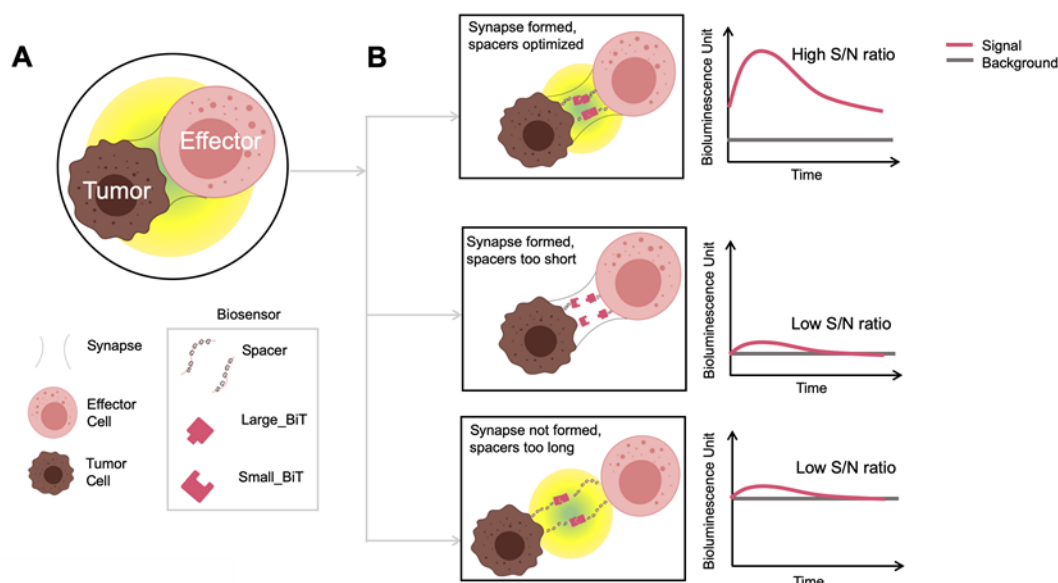 A
Effector
Tumor
Synapse
Effector
Cell
Tumor
Cell
Biosensor
Spacer
Large_BiT
Small_BiT
B
Synapse formed,
spacers optimized
Bioluminescence Unit
High S/N ratio
Time
Signal
Background
Synapse formed,
spacers too short
Bioluminescence Unit
Low S/N ratio
Time
Synapse not formed,
spacers too long
Bioluminescence Unit
Low S/N ratio
Time